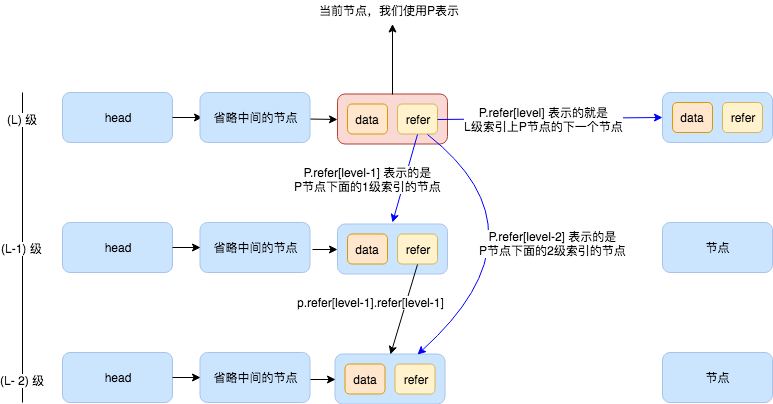 当前节点，我们使用P表示
(L) 级
head
省略中间的节点
data
refer
P.refer[level] 表示的就是
L级索引上P节点的下一个节点
data
refer
P.refer[level-1] 表示的是
P节点下面的1级索引的节点
P.refer[level-2] 表示的是
P节点下面的2级索引的节点
(L-1) 级
head
省略中间的节点
data
refer
节点
p.refer[level-1].refer[level-1]
(L- 2) 级
head
省略中间的节点
data
refer
节点